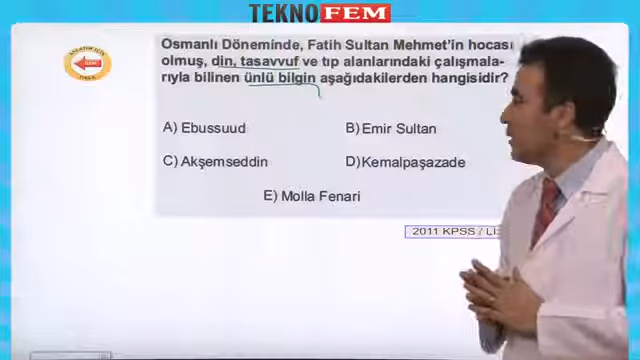 TEKNOFEM
Osmanlı Döneminde, Fatih Sultan Mehmet'in hocası
olmuş, din, tasavvuf ve tıp alanlarındaki çalışmala-
rıyla bilinen ünlü bilgin aşağıdakilerden hangisidir?
A) Ebussuud
B) Emir Sultan
C) Akşemseddin
D) Kemalpaşazade
E) Molla Fenari
2011 KPSS / Lİ